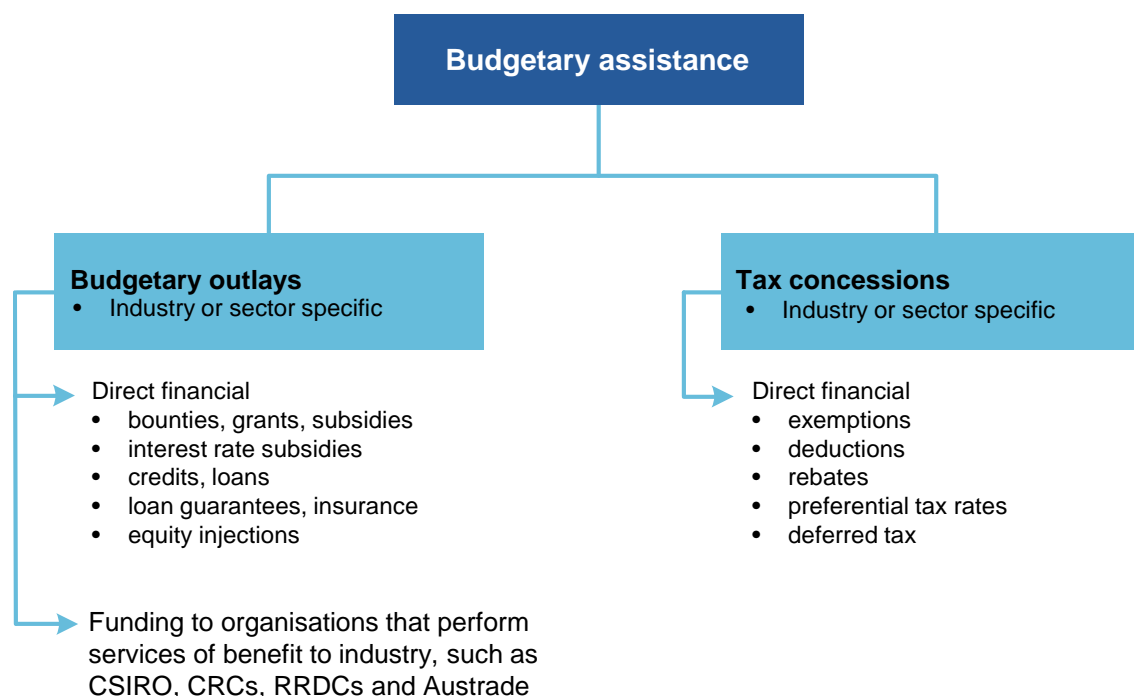 Budgetary assistance
Budgetary outlays
• Industry or sector specific
Direct financial
• bounties, grants, subsidies
• interest rate subsidies
• credits, loans
• loan guarantees, insurance
• equity injections
Funding to organisations that perform
services of benefit to industry, such as
CSIRO, CRCs, RRDCs and Austrade
Tax concessions
• Industry or sector specific
Direct financial
• exemptions
• deductions
• rebates
• preferential tax rates
• deferred tax